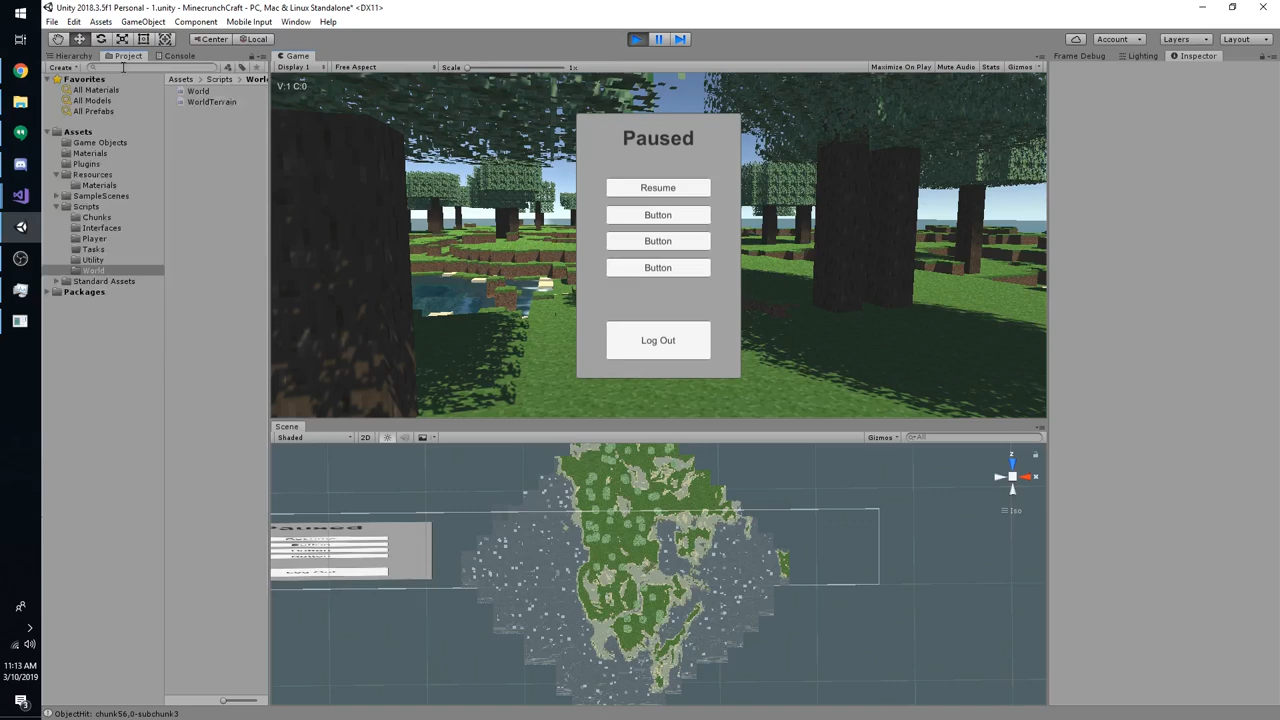 Unity 2018.3.5f1 Personal - 1.unity - MinecrunchCraft - PC, Mac & Linux Standalone* <DX11>
File Edit Assets GameObject Component Mobile Input Window Help
Center Local Account Layers Layout
Hierarchy Project Console Game Frame Debug Lighting Inspector
Create Display 1 Free Aspect Scale 1x Maximize On Play Mute Audio Stats Gizmos
Favorites
All Materials
All Models
All Prefabs
Assets
Game Objects
Materials
Plugins
Resources
Materials
SampleScenes
Scripts
Chunks
Interfaces
Player
Tasks
Utility
World
Standard Assets
Packages
Assets Scripts World
World
WorldTerrain
V:1 C:0
Paused
Resume
Button
Button
Button
Log Out
Scene
Shaded 2D Gizmos All
z
x
Iso
Paused
11:13 AM
3/10/2019
3
ObjectHit: chunk56,0-subchunk3